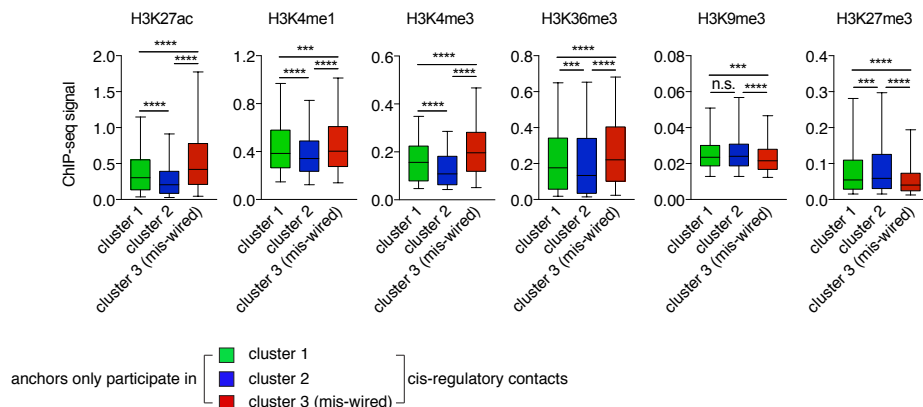 H3K27ac H3K4me1 H3K4me3 H3K36me3 H3K9me3 H3K27me3
ChIP-seq signal
2.0
1.5
1.0
0.5
0.0
****
****
****
cluster 1
cluster 2
cluster 3 (mis-wired)
1.2
0.8
0.4
0.0
***
****
****
cluster 1
cluster 2
cluster 3 (mis-wired)
0.6
0.4
0.2
0.0
****
****
****
cluster 1
cluster 2
cluster 3 (mis-wired)
0.8
0.6
0.4
0.2
0.0
****
***
****
cluster 1
cluster 2
cluster 3 (mis-wired)
0.08
0.06
0.04
0.02
0.00
***
n.s.
****
cluster 1
cluster 2
cluster 3 (mis-wired)
0.4
0.3
0.2
0.1
0.0
****
***
****
cluster 1
cluster 2
cluster 3 (mis-wired)
cluster 1
anchors only participate in cluster 2 cis-regulatory contacts
cluster 3 (mis-wired)